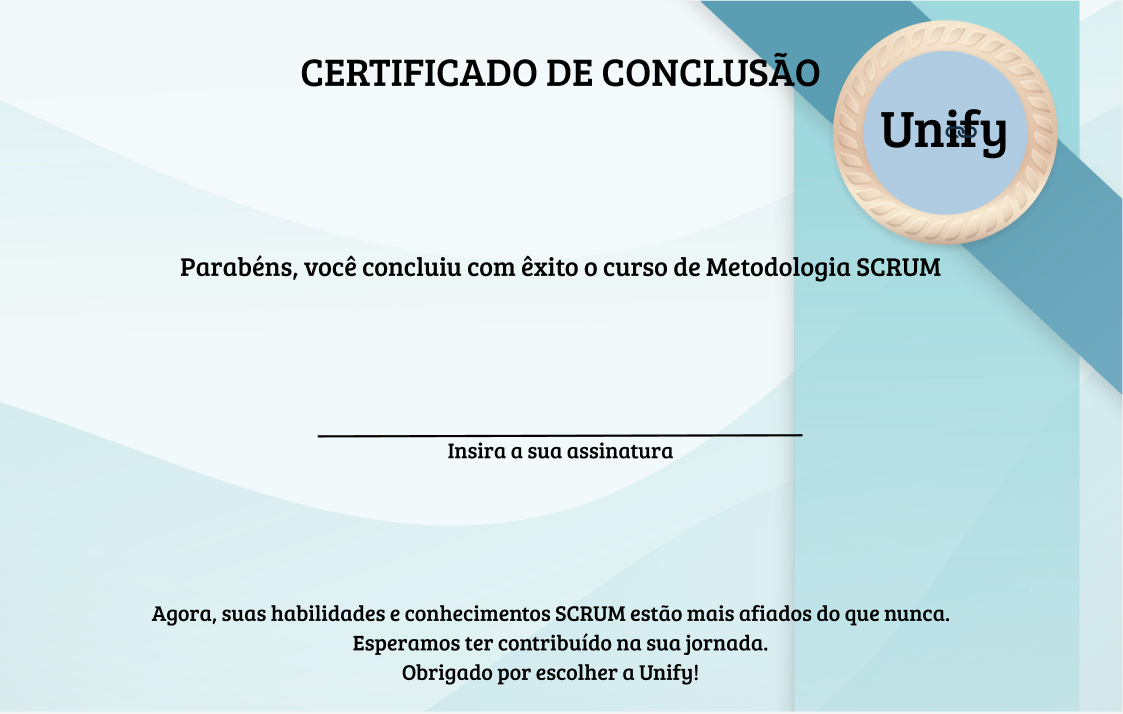 CERTIFICADO DE CONCLUSÃO
Unify
Parabéns, você concluiu com êxito o curso de Metodologia SCRUM
Insira a sua assinatura
Agora, suas habilidades e conhecimentos SCRUM estão mais afiados do que nunca.
Esperamos ter contribuído na sua jornada.
Obrigado por escolher a Unify!